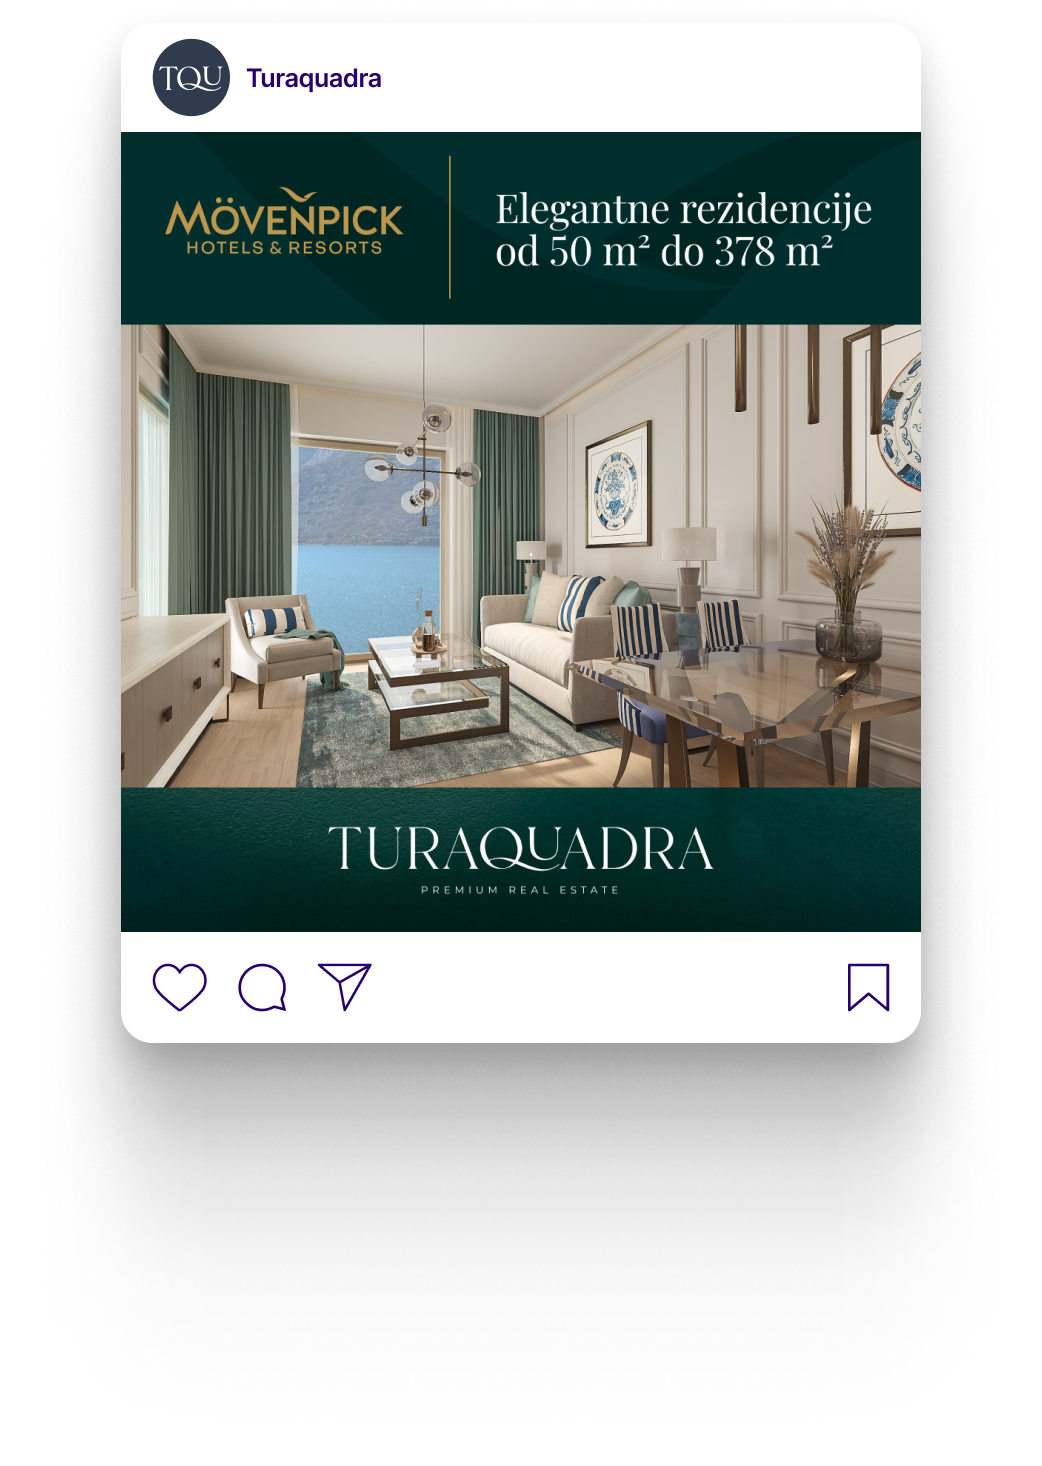 TQU
Turaquadra
MÖVENPICK
HOTELS & RESORTS
Elegantne rezidencije
od 50 m² do 378 m²
TURAQUADRA
PREMIUM REAL ESTATE